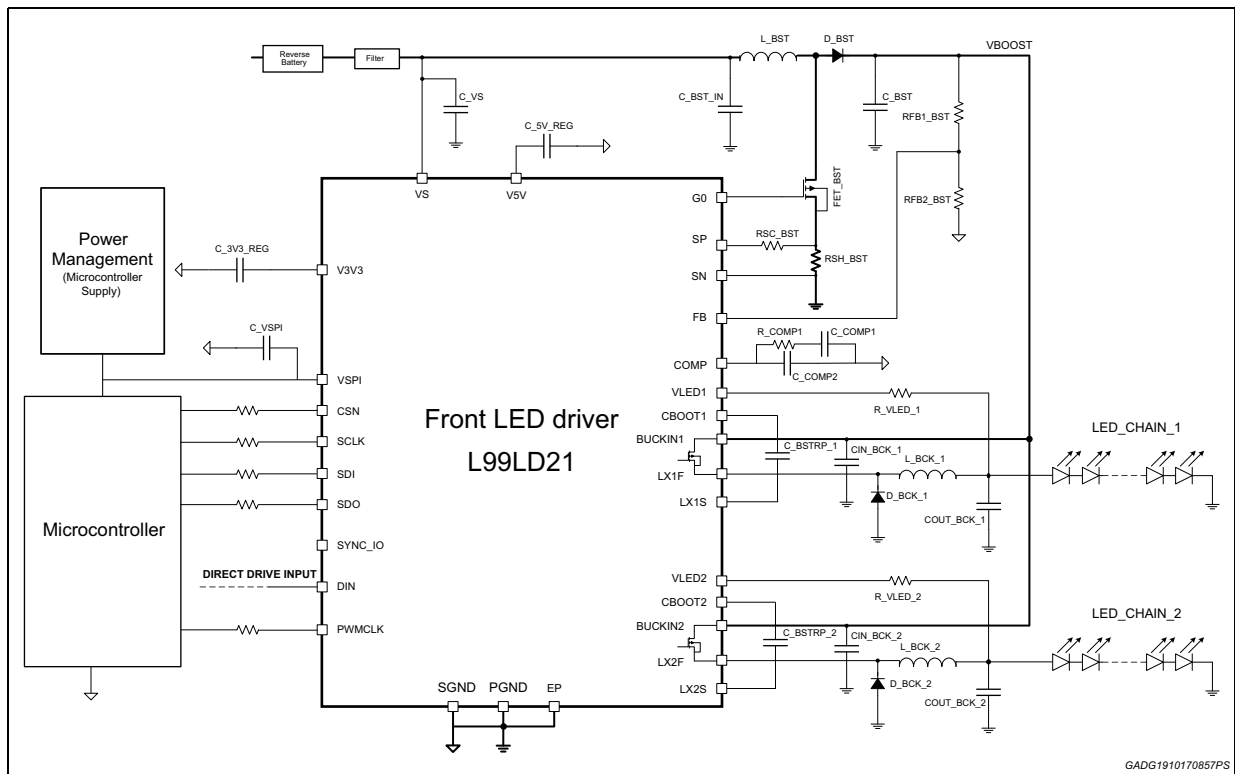 L_BST
D_BST
VBOOST
Reverse
Battery
Filter
C_VS
C_BST_IN
C_BST
RFB1_BST
C_5V_REG
FET_BST
RFB2_BST
VS
V5V
G0
Power
Management
(Microcontroller
Supply)
C_3V3_REG
V3V3
SP
RSC_BST
RSH_BST
SN
FB
C_VSPI
R_COMP1
C_COMP1
COMP
C_COMP2
VSPI
VLED1
R_VLED_1
CSN
CBOOT1
Front LED driver
L99LD21
SCLK
BUCKIN1
C_BSTRP_1
CIN_BCK_1
L_BCK_1
LED_CHAIN_1
SDI
LX1F
D_BCK_1
SDO
LX1S
COUT_BCK_1
Microcontroller
SYNC_IO
DIRECT DRIVE INPUT
DIN
VLED2
R_VLED_2
CBOOT2
PWMCLK
BUCKIN2
C_BSTRP_2
CIN_BCK_2
L_BCK_2
LED_CHAIN_2
LX2F
D_BCK_2
LX2S
COUT_BCK_2
SGND
PGND
EP
GADG1910170857PS